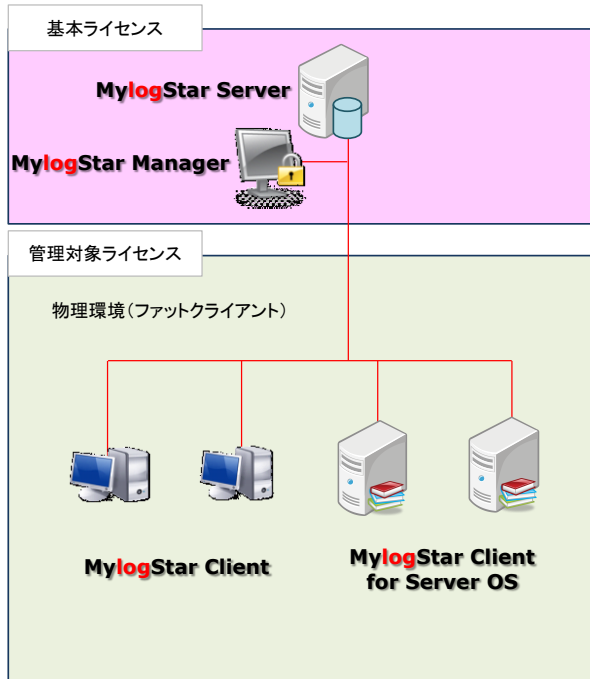 基本ライセンス
MylogStar Server
MylogStar Manager
管理対象ライセンス
物理環境(ファットクライアント)
MylogStar Client
MylogStar Client
for Server OS